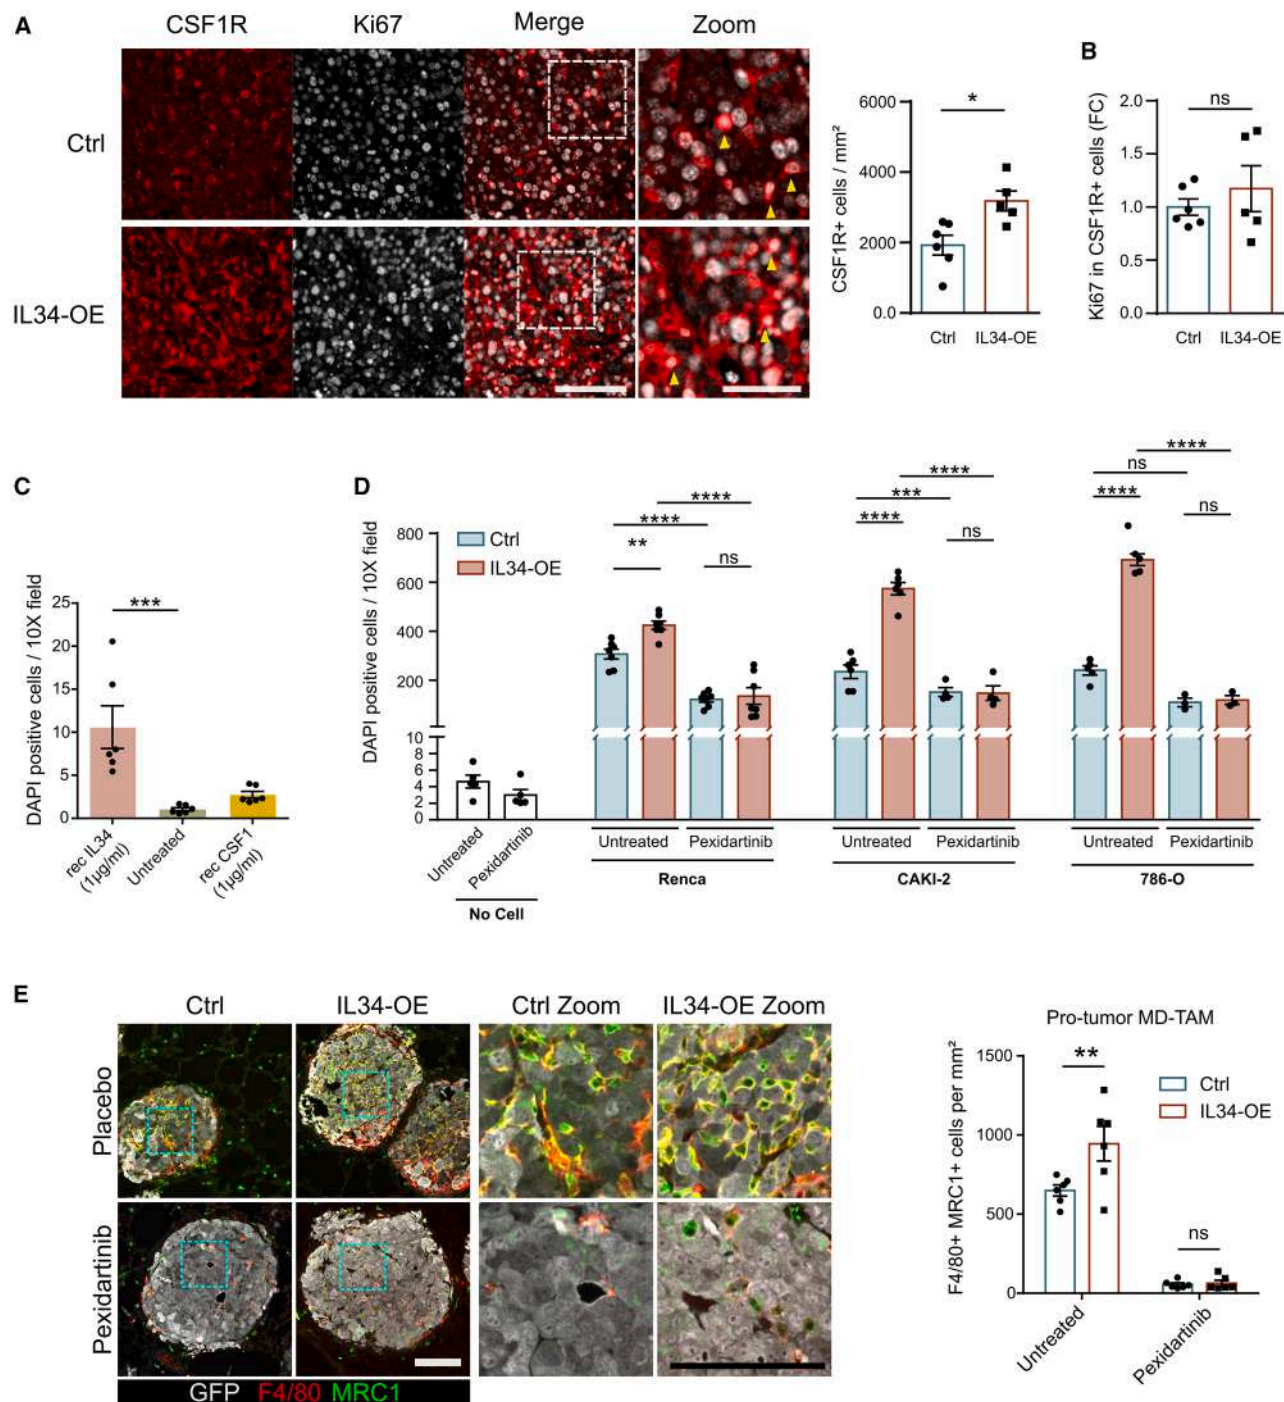 A
CSF1R Ki67 Merge Zoom
Ctrl
IL34-OE
CSF1R+ cells / mm²
6000
4000
2000
0.0
*
Ctrl IL34-OE
B
Ki67 in CSF1R+ cells (FC)
2.0
1.5
1.0
0.5
0.0
ns
Ctrl IL34-OE
C
DAPI positive cells / 10X field
25
20
15
10
5
0
***
rec IL34
(1µg/ml)
Untreated
rec CSF1
(1µg/ml)
D
DAPI positive cells / 10X field
800
600
400
200
10
8
6
4
2
0
Ctrl
IL34-OE
****
****
**
ns
****
***
****
ns
****
ns
****
ns
Untreated
Pexidartinib
No Cell
Untreated Pexidartinib
Renca
Untreated Pexidartinib
CAKI-2
Untreated Pexidartinib
786-O
E
Ctrl IL34-OE Ctrl Zoom IL34-OE Zoom
Placebo
Pexidartinib
GFP F4/80 MRC1
Pro-tumor MD-TAM
F4/80+ MRC1+ cells per mm²
1500
1000
500
0
**
ns
Ctrl
IL34-OE
Untreated
Pexidartinib